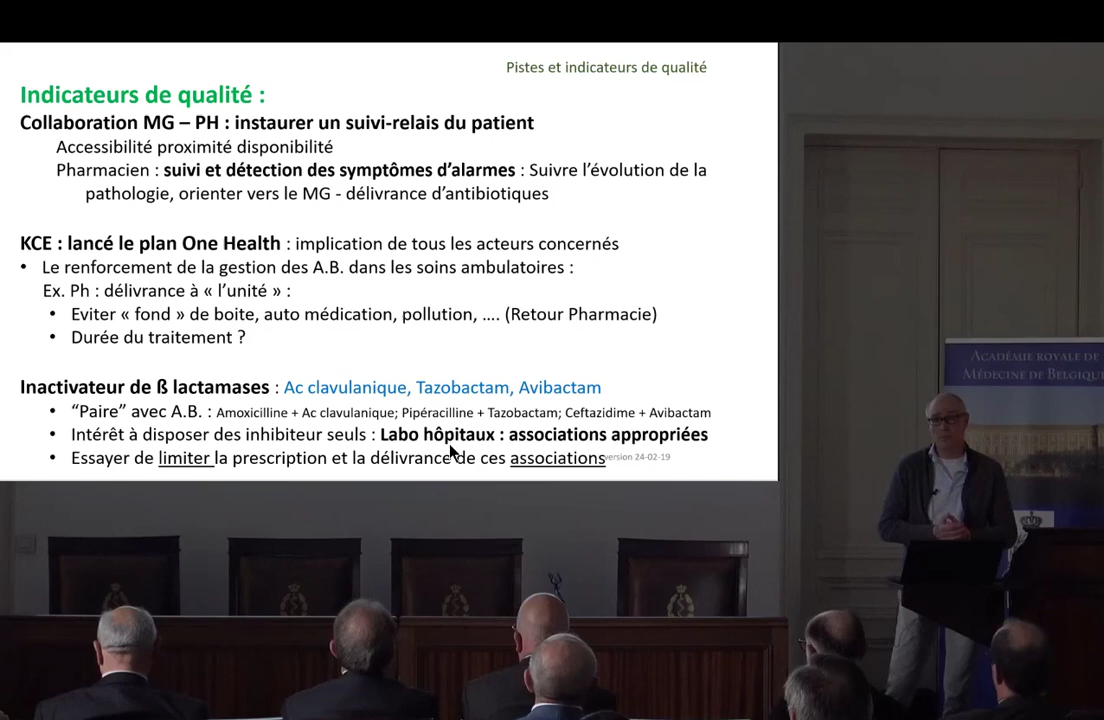 Pistes et indicateurs de qualité
Indicateurs de qualité :
Collaboration MG – PH : instaurer un suivi-relais du patient
Accessibilité proximité disponibilité
Pharmacien : suivi et détection des symptômes d’alarmes : Suivre l’évolution de la
pathologie, orienter vers le MG - délivrance d’antibiotiques
KCE : lancé le plan One Health : implication de tous les acteurs concernés
• Le renforcement de la gestion des A.B. dans les soins ambulatoires :
Ex. Ph : délivrance à « l’unité » :
• Eviter « fond » de boite, auto médication, pollution, …. (Retour Pharmacie)
• Durée du traitement ?
Inactivateur de ß lactamases : Ac clavulanique, Tazobactam, Avibactam
• “Paire” avec A.B. : Amoxicilline + Ac clavulanique; Pipéracilline + Tazobactam; Ceftazidime + Avibactam
• Intérêt à disposer des inhibiteur seuls : Labo hôpitaux : associations appropriées
• Essayer de limiter la prescription et la délivrance de ces associations
version 24-02-19
ACADÉMIE ROYALE DE
MÉDECINE DE BELGIQUE